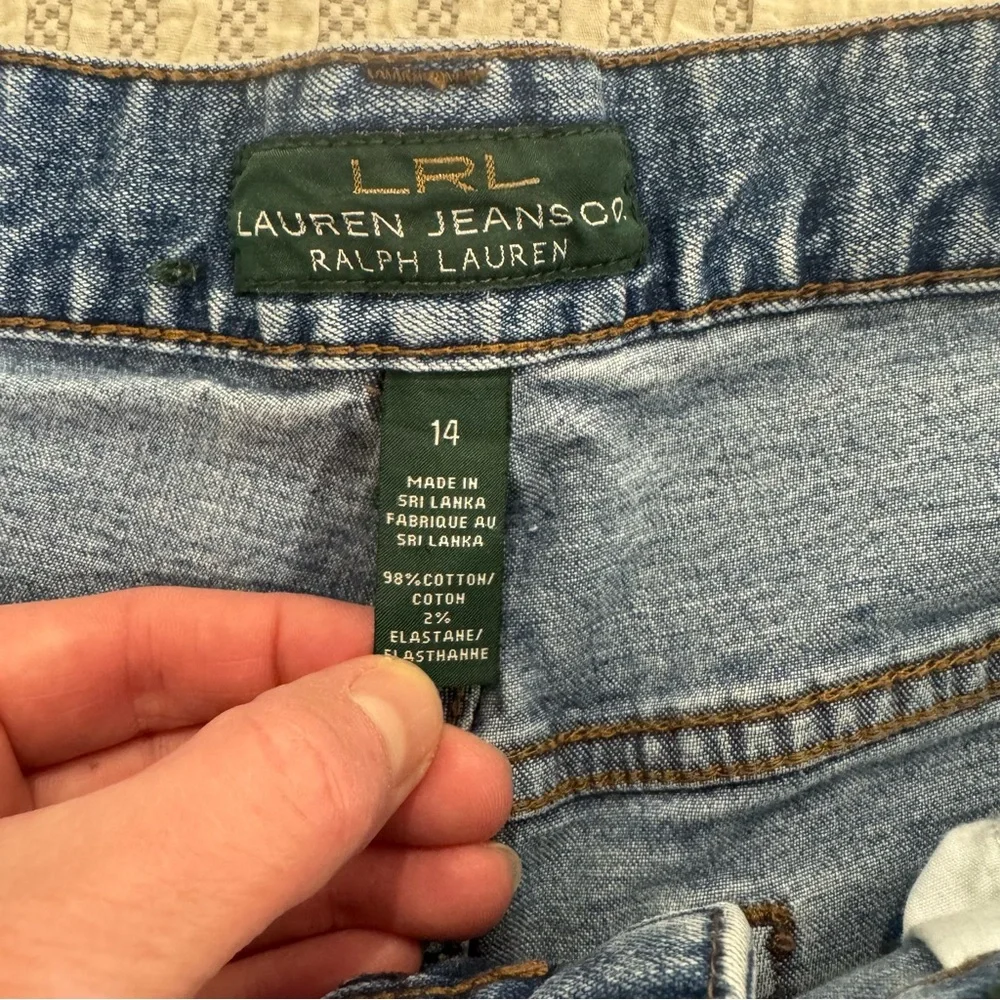 LRL
LAUREN JEANS CO.
RALPH LAUREN
14
MADE IN
SRI LANKA
FABRIQUE AU
SRI LANKA
98%COTTON/
COTON
2%
ELASTANE/
ELASTHANNE